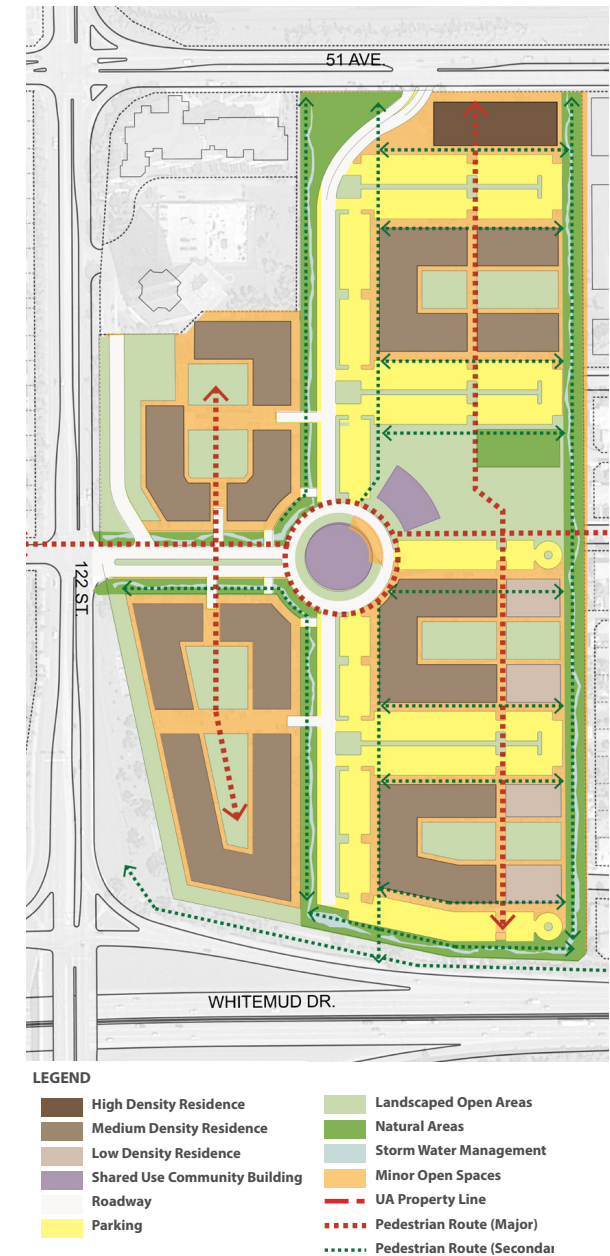 51 AVE.
122 ST.
WHITEMUD DR.
LEGEND
High Density Residence
Medium Density Residence
Low Density Residence
Shared Use Community Building
Roadway
Parking
Landscaped Open Areas
Natural Areas
Storm Water Management
Minor Open Spaces
UA Property Line
Pedestrian Route (Major)
Pedestrian Route (Secondar